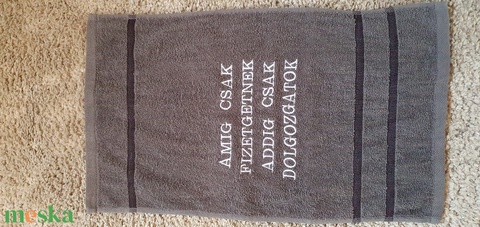 AMIG CSAK
FIZETGETNEK
ADDIG CSAK
DOLGOZGATOK
meska